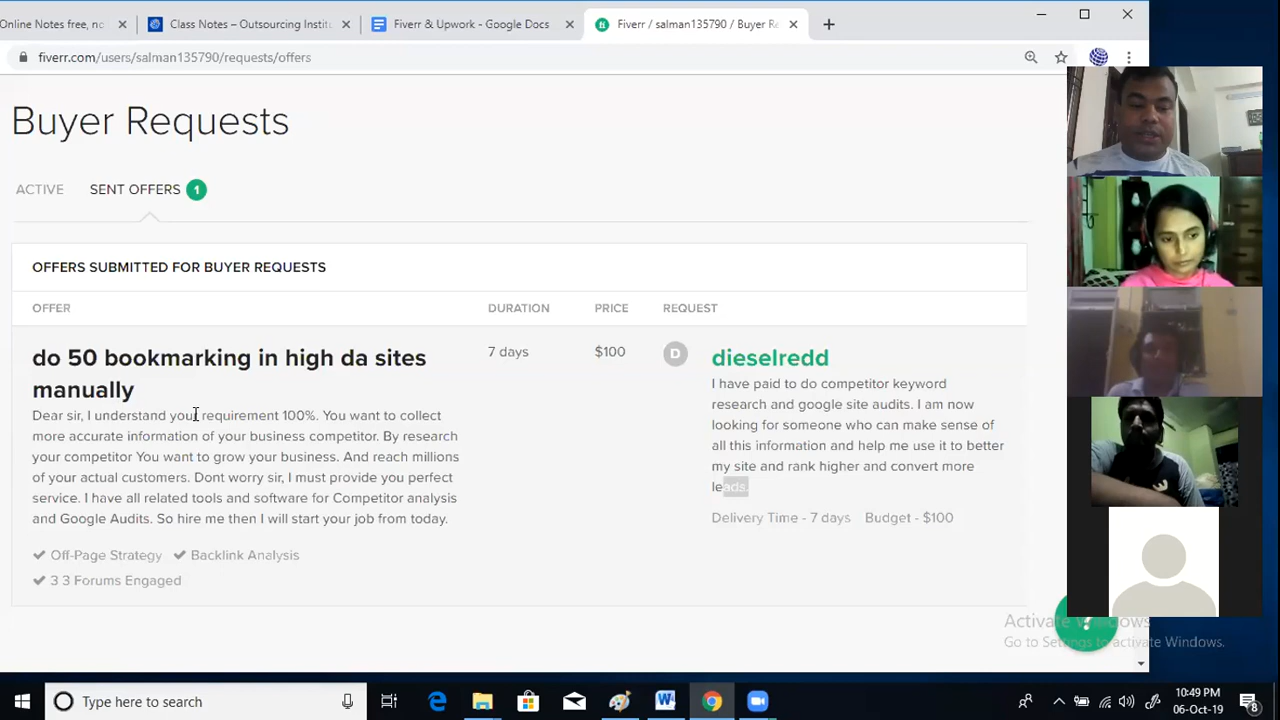 Online Notes free, no
Class Notes – Outsourcing Instit
Fiverr & Upwork - Google Docs
Fiverr / salman135790 / Buyer Re
fiverr.com/users/salman135790/requests/offers
Buyer Requests
ACTIVE
SENT OFFERS 1
OFFERS SUBMITTED FOR BUYER REQUESTS
OFFER
DURATION
PRICE
REQUEST
do 50 bookmarking in high da sites
manually
Dear sir, I understand your requirement 100%. You want to collect
more accurate information of your business competitor. By research
your competitor You want to grow your business. And reach millions
of your actual customers. Dont worry sir, I must provide you perfect
service. I have all related tools and software for Competitor analysis
and Google Audits. So hire me then I will start your job from today.
Off-Page Strategy
Backlink Analysis
3 3 Forums Engaged
7 days
$100
D
dieselredd
I have paid to do competitor keyword
research and google site audits. I am now
looking for someone who can make sense of
all this information and help me use it to better
my site and rank higher and convert more
leads.
Delivery Time - 7 days
Budget - $100
?
Activate Windows
Go to Settings to activate Windows.
Type here to search
10:49 PM
06-Oct-19
8